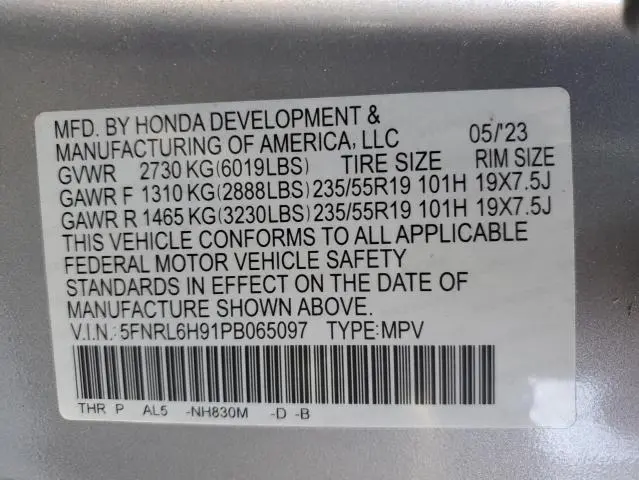 MFD. BY HONDA DEVELOPMENT &
MANUFACTURING OF AMERICA, LLC 05/'23
GVWR 2730 KG(6019LBS) TIRE SIZE RIM SIZE
GAWR F 1310 KG(2888LBS) 235/55R19 101H 19X7.5J
GAWR R 1465 KG(3230LBS) 235/55R19 101H 19X7.5J
THIS VEHICLE CONFORMS TO ALL APPLICABLE
FEDERAL MOTOR VEHICLE SAFETY
STANDARDS IN EFFECT ON THE DATE OF
MANUFACTURE SHOWN ABOVE.
V.I.N.: 5FNRL6H91PB065097 TYPE:MPV
THR P AL5 -NH830M -D -B